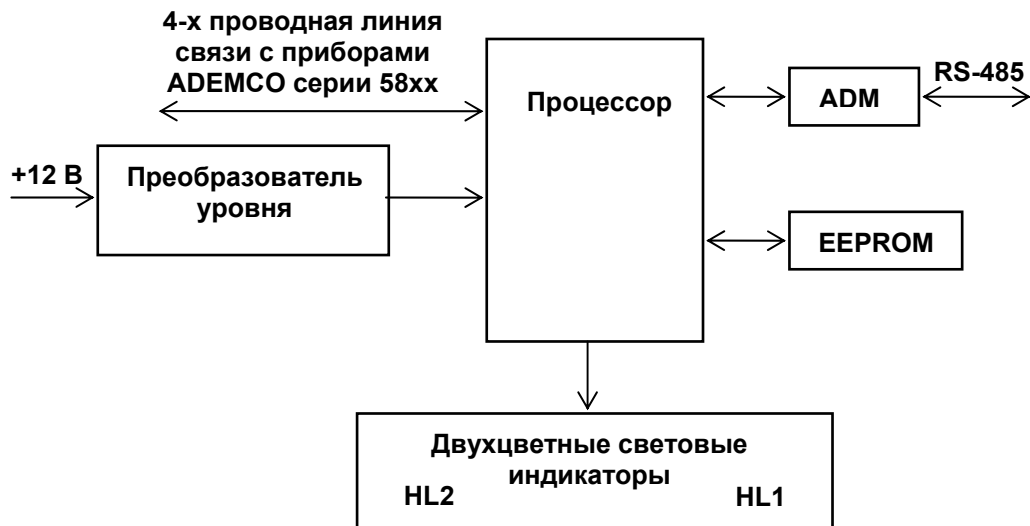 4-х проводная линия
связи с приборами
ADEMCO серии 58xx
Процессор
ADM
RS-485
+12 В
Преобразователь
уровня
EEPROM
Двухцветные световые
индикаторы
HL2
HL1